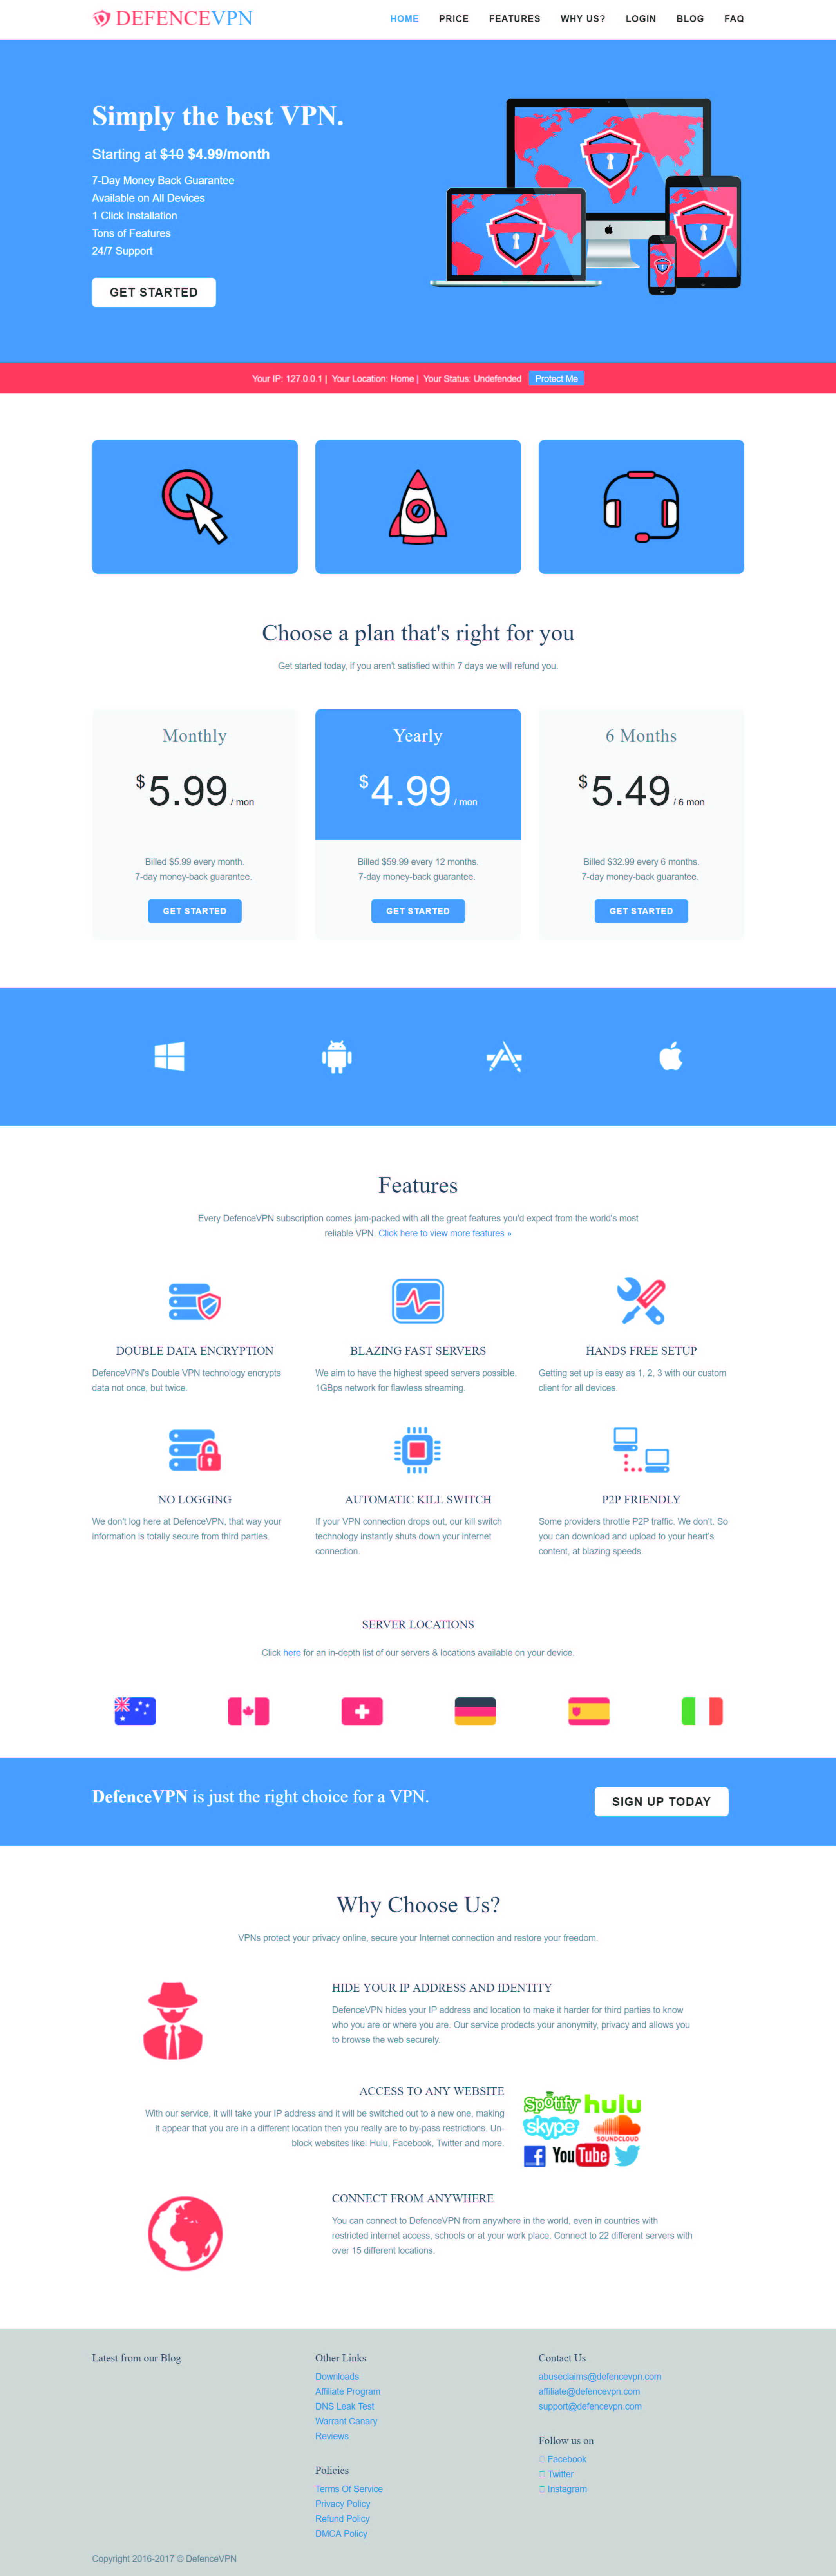 DEFENCEVPN
HOME PRICE FEATURES WHY US? LOGIN BLOG FAQ
Simply the best VPN.
Starting at $10 $4.99/month
7-Day Money Back Guarantee
Available on All Devices
1 Click Installation
Tons of Features
24/7 Support
GET STARTED
Your IP: 127.0.0.1 | Your Location: Home | Your Status: Undefended Protect Me
Choose a plan that's right for you
Get started today, if you aren't satisfied within 7 days we will refund you.
Monthly
$5.99 / mon
Billed $5.99 every month.
7-day money-back guarantee.
GET STARTED
Yearly
$4.99 / mon
Billed $59.99 every 12 months.
7-day money-back guarantee.
GET STARTED
6 Months
$5.49 / 6 mon
Billed $32.99 every 6 months.
7-day money-back guarantee.
GET STARTED
Features
Every DefenceVPN subscription comes jam-packed with all the great features you'd expect from the world's most
reliable VPN. Click here to view more features »
DOUBLE DATA ENCRYPTION
DefenceVPN's Double VPN technology encrypts
data not once, but twice.
BLAZING FAST SERVERS
We aim to have the highest speed servers possible.
1GBps network for flawless streaming.
HANDS FREE SETUP
Getting set up is easy as 1, 2, 3 with our custom
client for all devices.
NO LOGGING
We don't log here at DefenceVPN, that way your
information is totally secure from third parties.
AUTOMATIC KILL SWITCH
If your VPN connection drops out, our kill switch
technology instantly shuts down your internet
connection.
P2P FRIENDLY
Some providers throttle P2P traffic. We don't. So
you can download and upload to your heart's
content, at blazing speeds.
SERVER LOCATIONS
Click here for an in-depth list of our servers & locations available on your device.
DefenceVPN is just the right choice for a VPN.
SIGN UP TODAY
Why Choose Us?
VPNs protect your privacy online, secure your Internet connection and restore your freedom.
HIDE YOUR IP ADDRESS AND IDENTITY
DefenceVPN hides your IP address and location to make it harder for third parties to know
who you are or where you are. Our service prodects your anonymity, privacy and allows you
to browse the web securely.
ACCESS TO ANY WEBSITE
With our service, it will take your IP address and it will be switched out to a new one, making
it appear that you are in a different location then you really are to by-pass restrictions. Un-
block websites like: Hulu, Facebook, Twitter and more.
Spotify hulu
skype SOUNDCLOUD
f YouTube
CONNECT FROM ANYWHERE
You can connect to DefenceVPN from anywhere in the world, even in countries with
restricted internet access, schools or at your work place. Connect to 22 different servers with
over 15 different locations.
Latest from our Blog
Other Links
Downloads
Affiliate Program
DNS Leak Test
Warrant Canary
Reviews
Policies
Terms Of Service
Privacy Policy
Refund Policy
DMCA Policy
Contact Us
abuseclaims@defencevpn.com
affiliate@defencevpn.com
support@defencevpn.com
Follow us on
Facebook
Twitter
Instagram
Copyright 2016-2017 © DefenceVPN